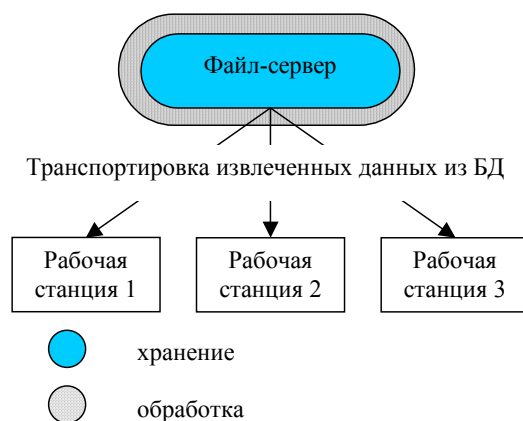 Файл-сервер
Транспортировка извлеченных данных из БД
Рабочая
станция 1
Рабочая
станция 2
Рабочая
станция 3
хранение
обработка